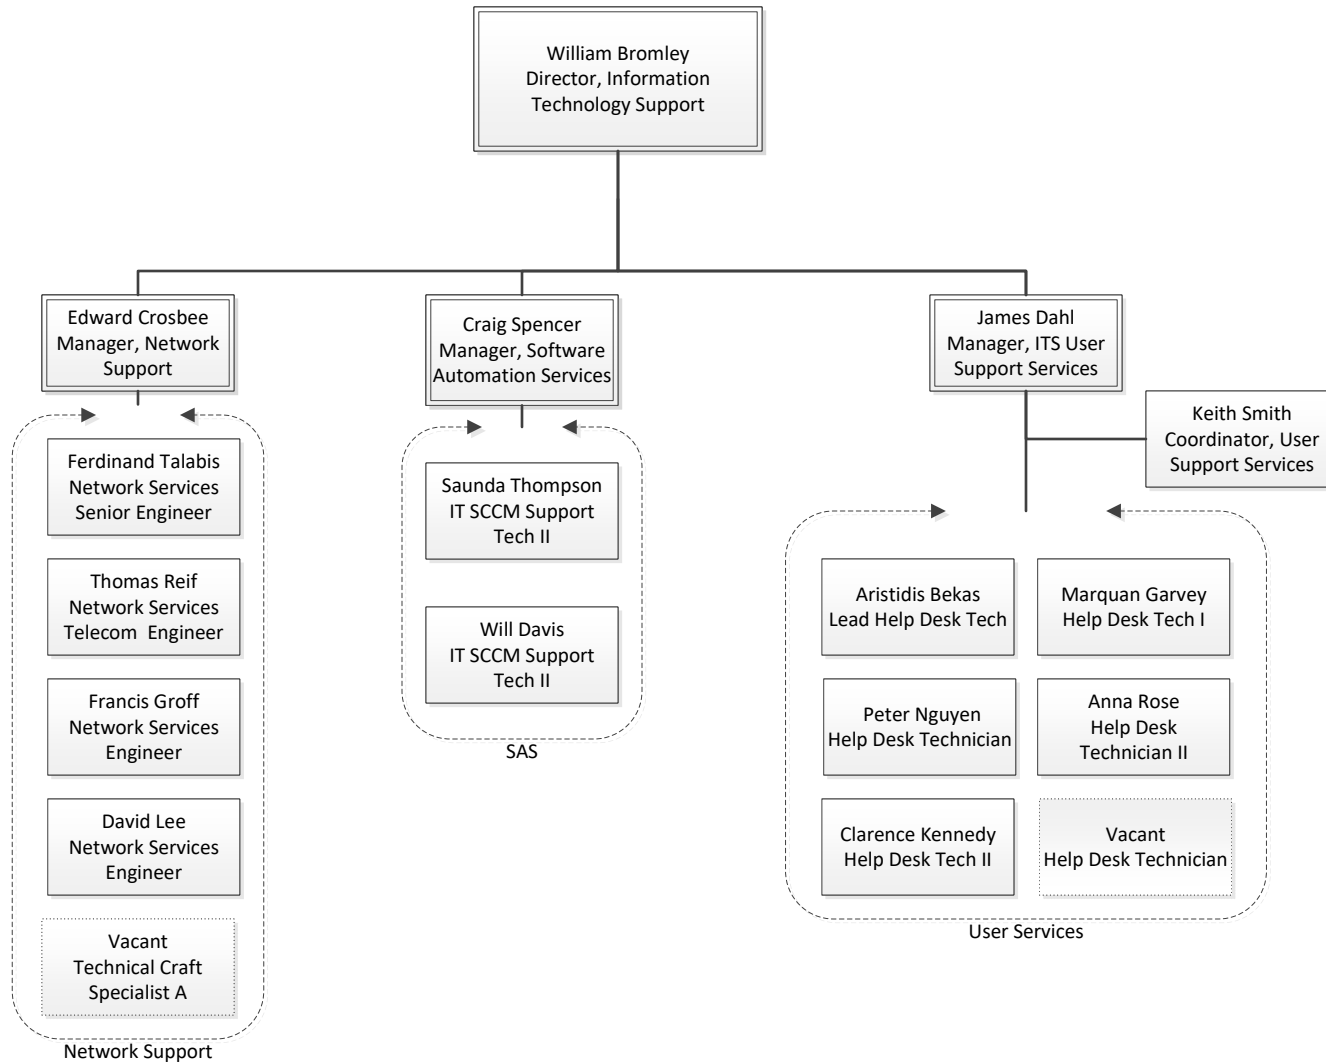 William Bromley
Director, Information
Technology Support
Edward Crosbee
Manager, Network
Support
Craig Spencer
Manager, Software
Automation Services
James Dahl
Manager, ITS User
Support Services
Keith Smith
Coordinator, User
Support Services
Ferdinand Talabis
Network Services
Senior Engineer
Thomas Reif
Network Services
Telecom  Engineer
Francis Groff
Network Services
Engineer
David Lee
Network Services
Engineer
Vacant
Technical Craft
Specialist A
Network Support
Saunda Thompson
IT SCCM Support
Tech II
Will Davis
IT SCCM Support
Tech II
SAS
Aristidis Bekas
Lead Help Desk Tech
Marquan Garvey
Help Desk Tech I
Peter Nguyen
Help Desk Technician
Anna Rose
Help Desk
Technician II
Clarence Kennedy
Help Desk Tech II
Vacant
Help Desk Technician
User Services